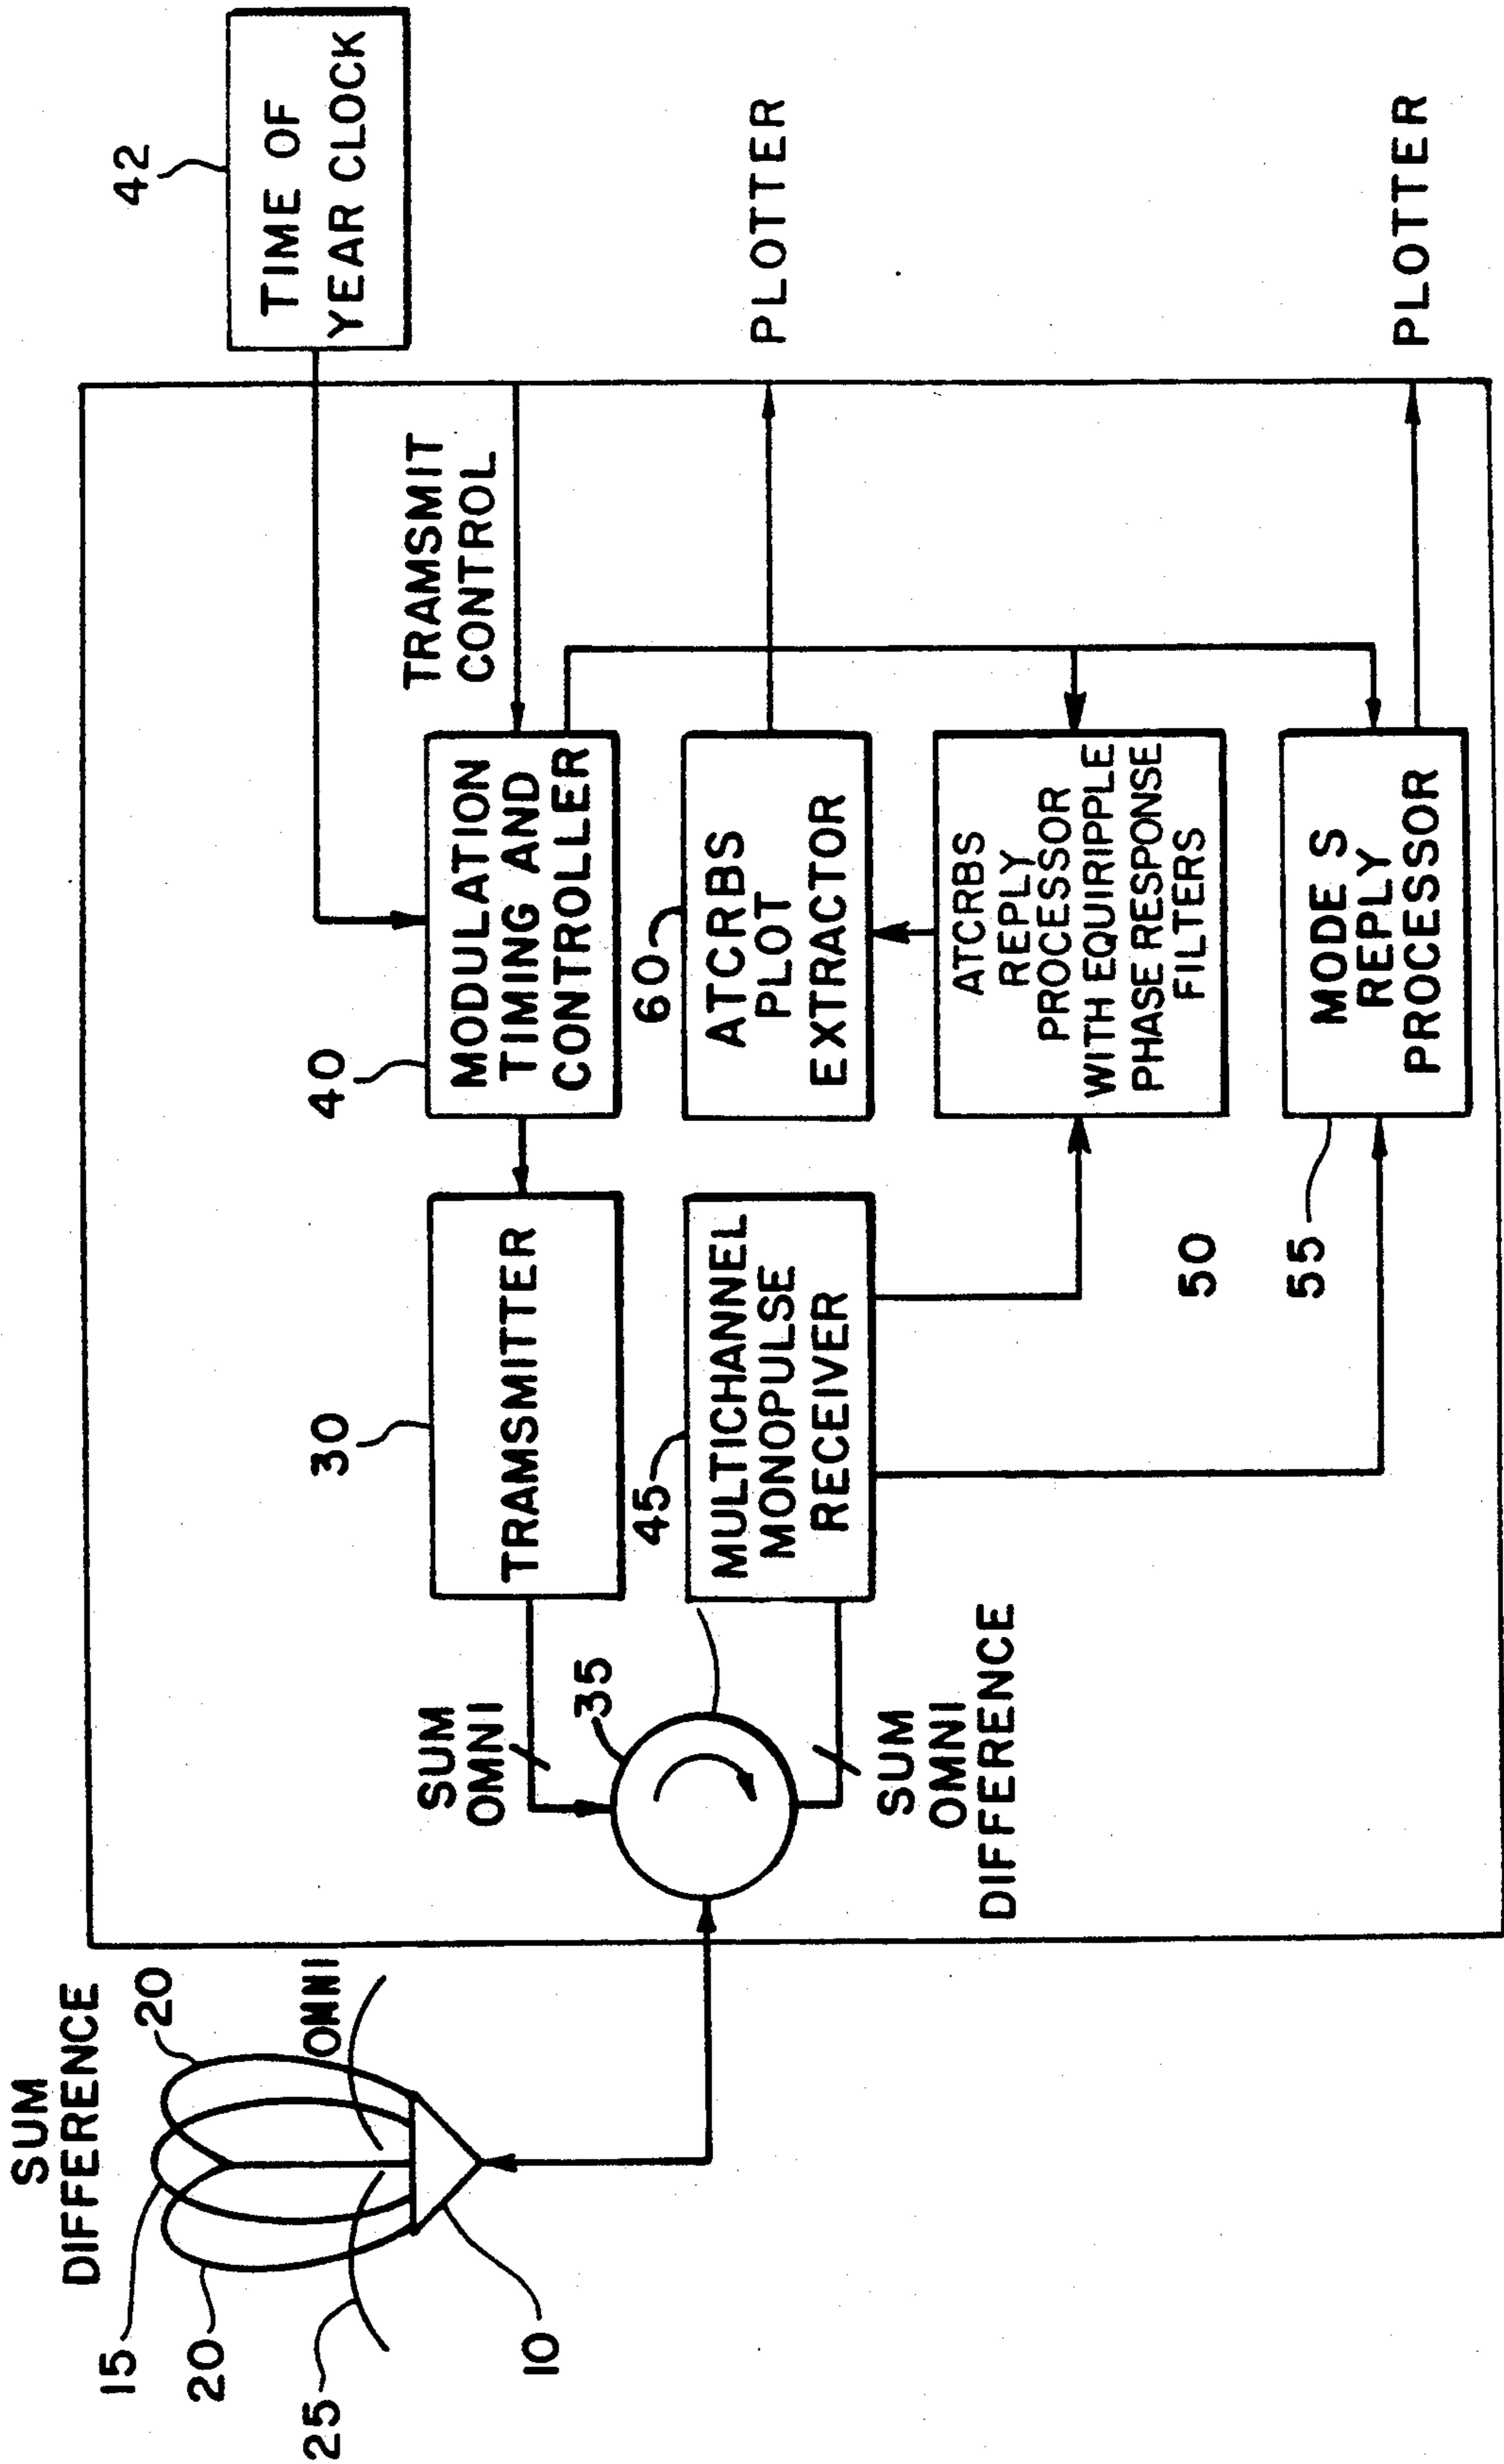 SUM
DIFFERENCE
15
20
20
OMNI
25
10
SUM
OMNI
35
SUM
OMNI
DIFFERENCE
30
TRAMSMITTER
45
MULTICHANNEL
MONOPULSE
RECEIVER
40
MODULATION
TIMING AND
CONTROLLER
60
ATCRBS
PLOT
EXTRACTOR
ATCRBS
REPLY
PROCESSOR
WITH EQUIRIPPLE
PHASE RESPONSE
FILTERS
50
55
MODE S
REPLY
PROCESSOR
TRAMSMIT
CONTROL
42
TIME OF
YEAR CLOCK
PLOTTER
PLOTTER